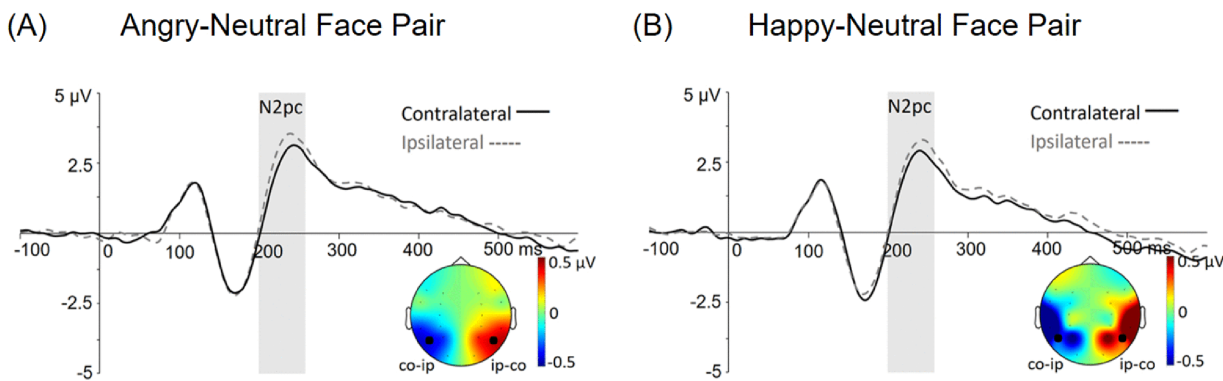 (A) Angry-Neutral Face Pair
5 µV
N2pc
Contralateral
Ipsilateral
2.5
-100 0 100 200 300 400 500 ms
-2.5
-5
0.5 µV
0
-0.5
co-ip ip-co
(B) Happy-Neutral Face Pair
5 µV
N2pc
Contralateral
Ipsilateral
2.5
-100 0 100 200 300 400 500 ms
-2.5
-5
0.5 µV
0
-0.5
co-ip ip-co